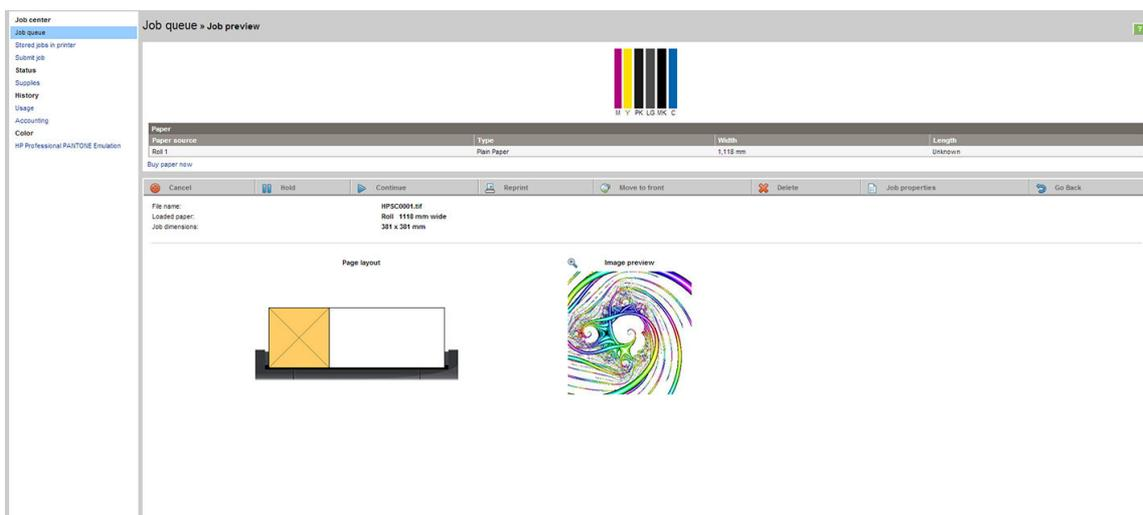 Job center
Job queue
Stored jobs in printer
Submit job
Status
Supplies
History
Usage
Accounting
Color
HP Professional PANTONE Emulation
Job queue » Job preview
?
M Y PK LG MK C
Paper
Paper source Type Width Length
Roll 1 Plain Paper 1,118 mm Unknown
Buy paper now
Cancel Hold Continue Reprint Move to front Delete Job properties Go Back
File name: HPSC0001.tif
Loaded paper: Roll 1118 mm wide
Job dimensions: 381 x 381 mm
Page layout Image preview